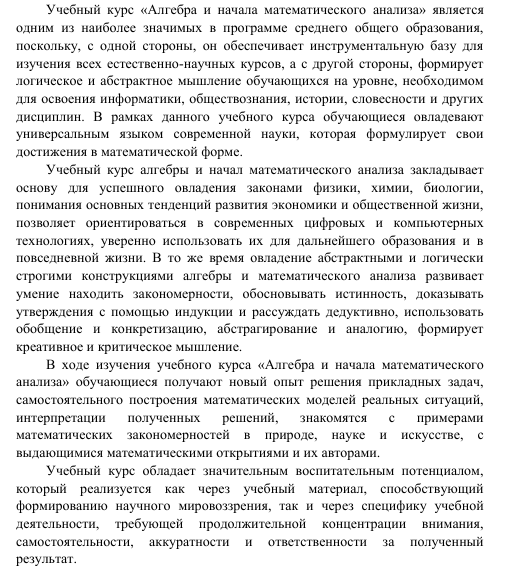 Учебный курс «Алгебра и начала математического анализа» является
одним из наиболее значимых в программе среднего общего образования,
поскольку, с одной стороны, он обеспечивает инструментальную базу для
изучения всех естественно-научных курсов, а с другой стороны, формирует
логическое и абстрактное мышление обучающихся на уровне, необходимом
для освоения информатики, обществознания, истории, словесности и других
дисциплин. В рамках данного учебного курса обучающиеся овладевают
универсальным языком современной науки, которая формулирует свои
достижения в математической форме.
Учебный курс алгебры и начал математического анализа закладывает
основу для успешного овладения законами физики, химии, биологии,
понимания основных тенденций развития экономики и общественной жизни,
позволяет ориентироваться в современных цифровых и компьютерных
технологиях, уверенно использовать их для дальнейшего образования и в
повседневной жизни. В то же время овладение абстрактными и логически
строгими конструкциями алгебры и математического анализа развивает
умение находить закономерности, обосновывать истинность, доказывать
утверждения с помощью индукции и рассуждать дедуктивно, использовать
обобщение и конкретизацию, абстрагирование и аналогию, формирует
креативное и критическое мышление.
В ходе изучения учебного курса «Алгебра и начала математического
анализа» обучающиеся получают новый опыт решения прикладных задач,
самостоятельного построения математических моделей реальных ситуаций,
интерпретации полученных решений, знакомятся с примерами
математических закономерностей в природе, науке и искусстве, с
выдающимися математическими открытиями и их авторами.
Учебный курс обладает значительным воспитательным потенциалом,
который реализуется как через учебный материал, способствующий
формированию научного мировоззрения, так и через специфику учебной
деятельности, требующей продолжительной концентрации внимания,
самостоятельности, аккуратности и ответственности за полученный
результат.